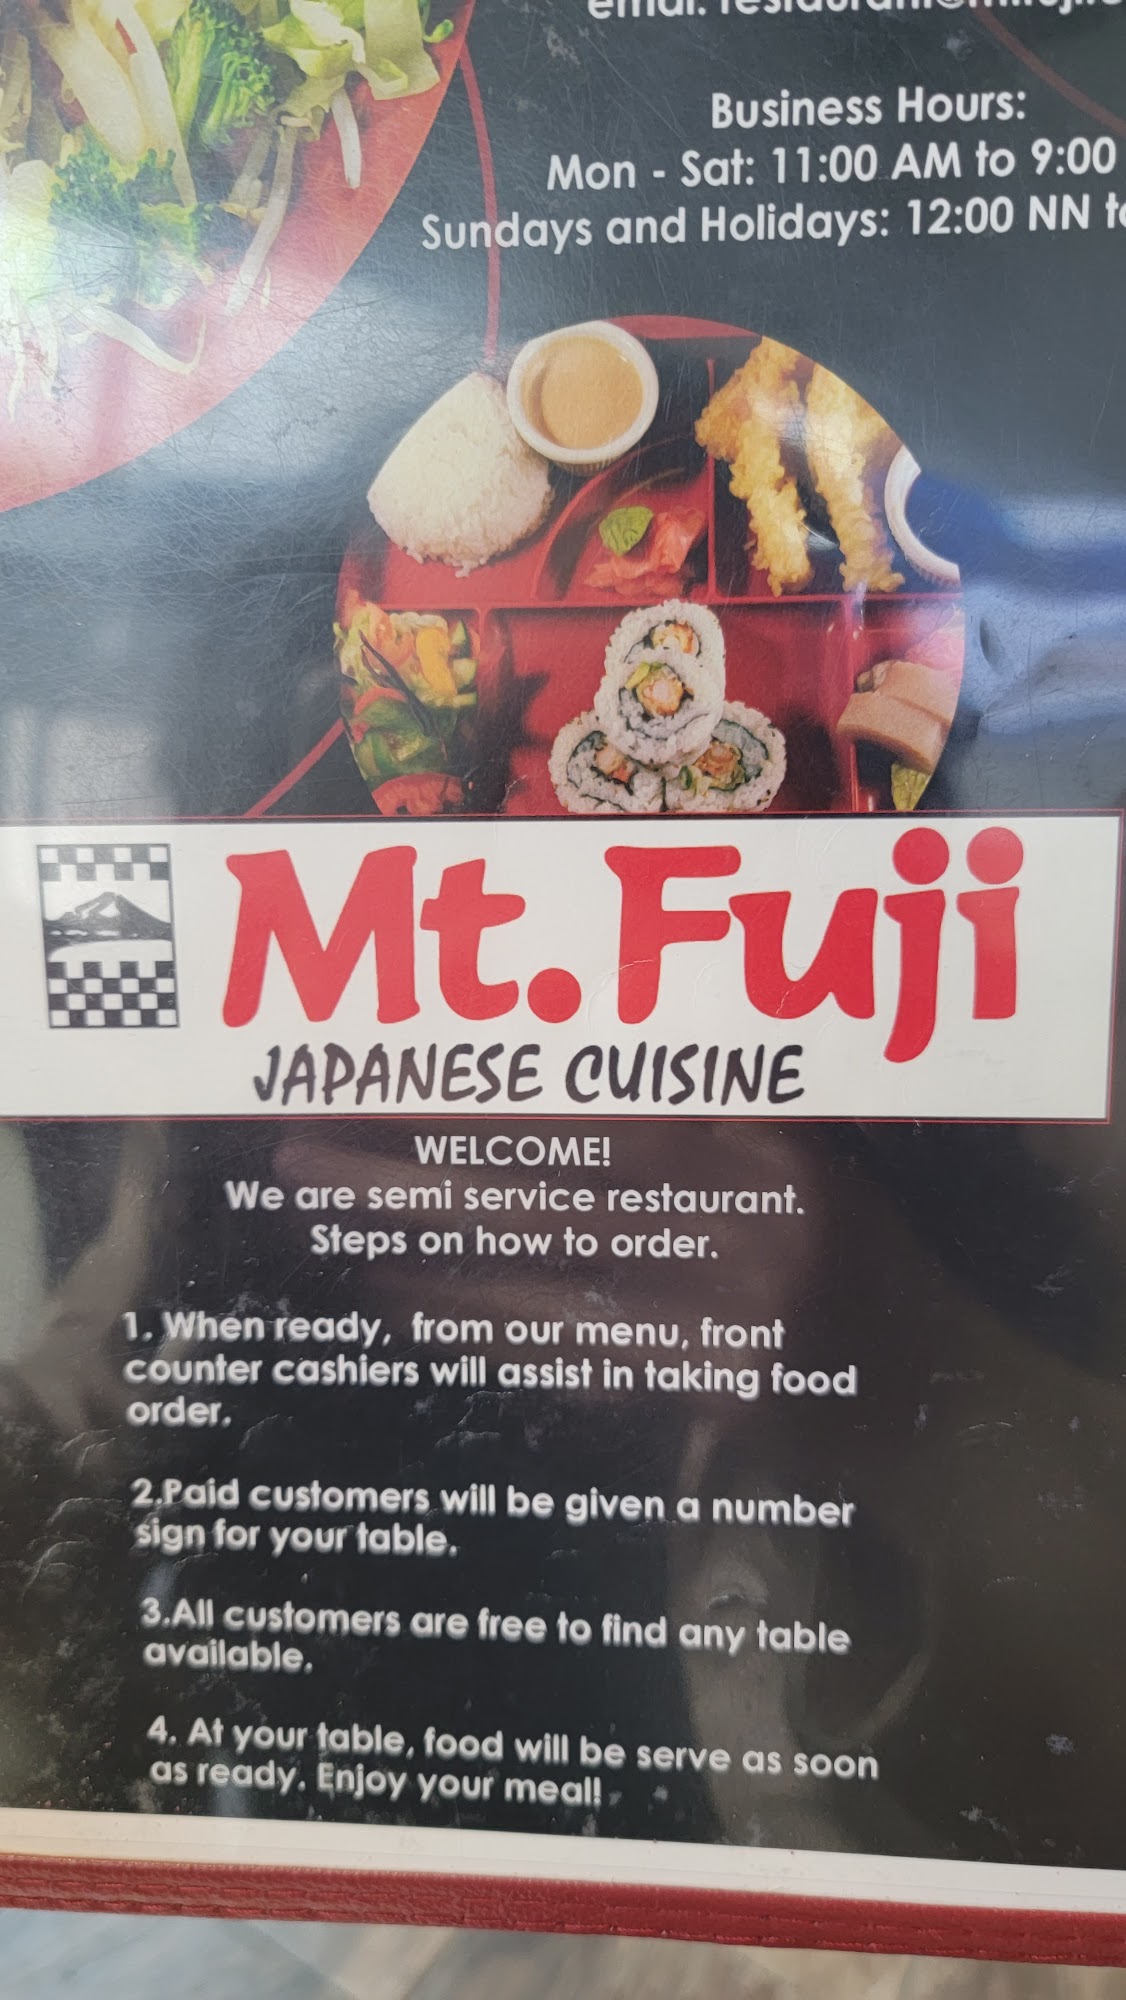 Business Hours:
Mon - Sat: 11:00 AM to 9:00
Sundays and Holidays: 12:00 NN to
Mt. Fuji
JAPANESE CUISINE
WELCOME!
We are semi service restaurant.
Steps on how to order.
1. When ready, from our menu, front
counter cashiers will assist in taking food
order.
2.Paid customers will be given a number
sign for your table.
3.All customers are free to find any table
available.
4. At your table, food will be serve as soon
as ready. Enjoy your meal!